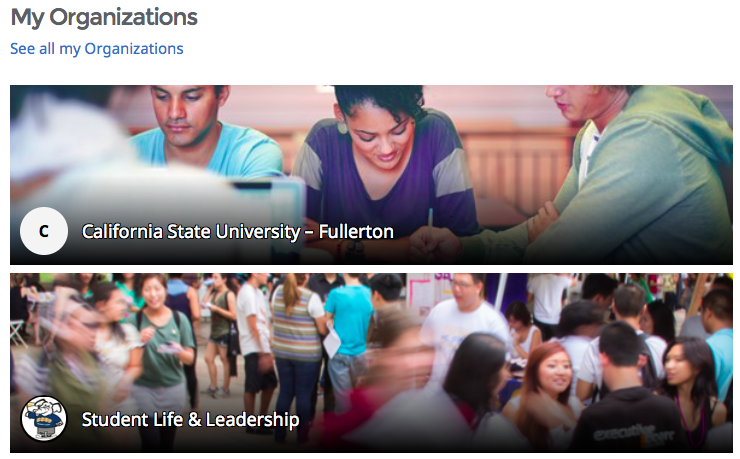 My Organizations
See all my Organizations
C
California State University – Fullerton
Student Life & Leadership